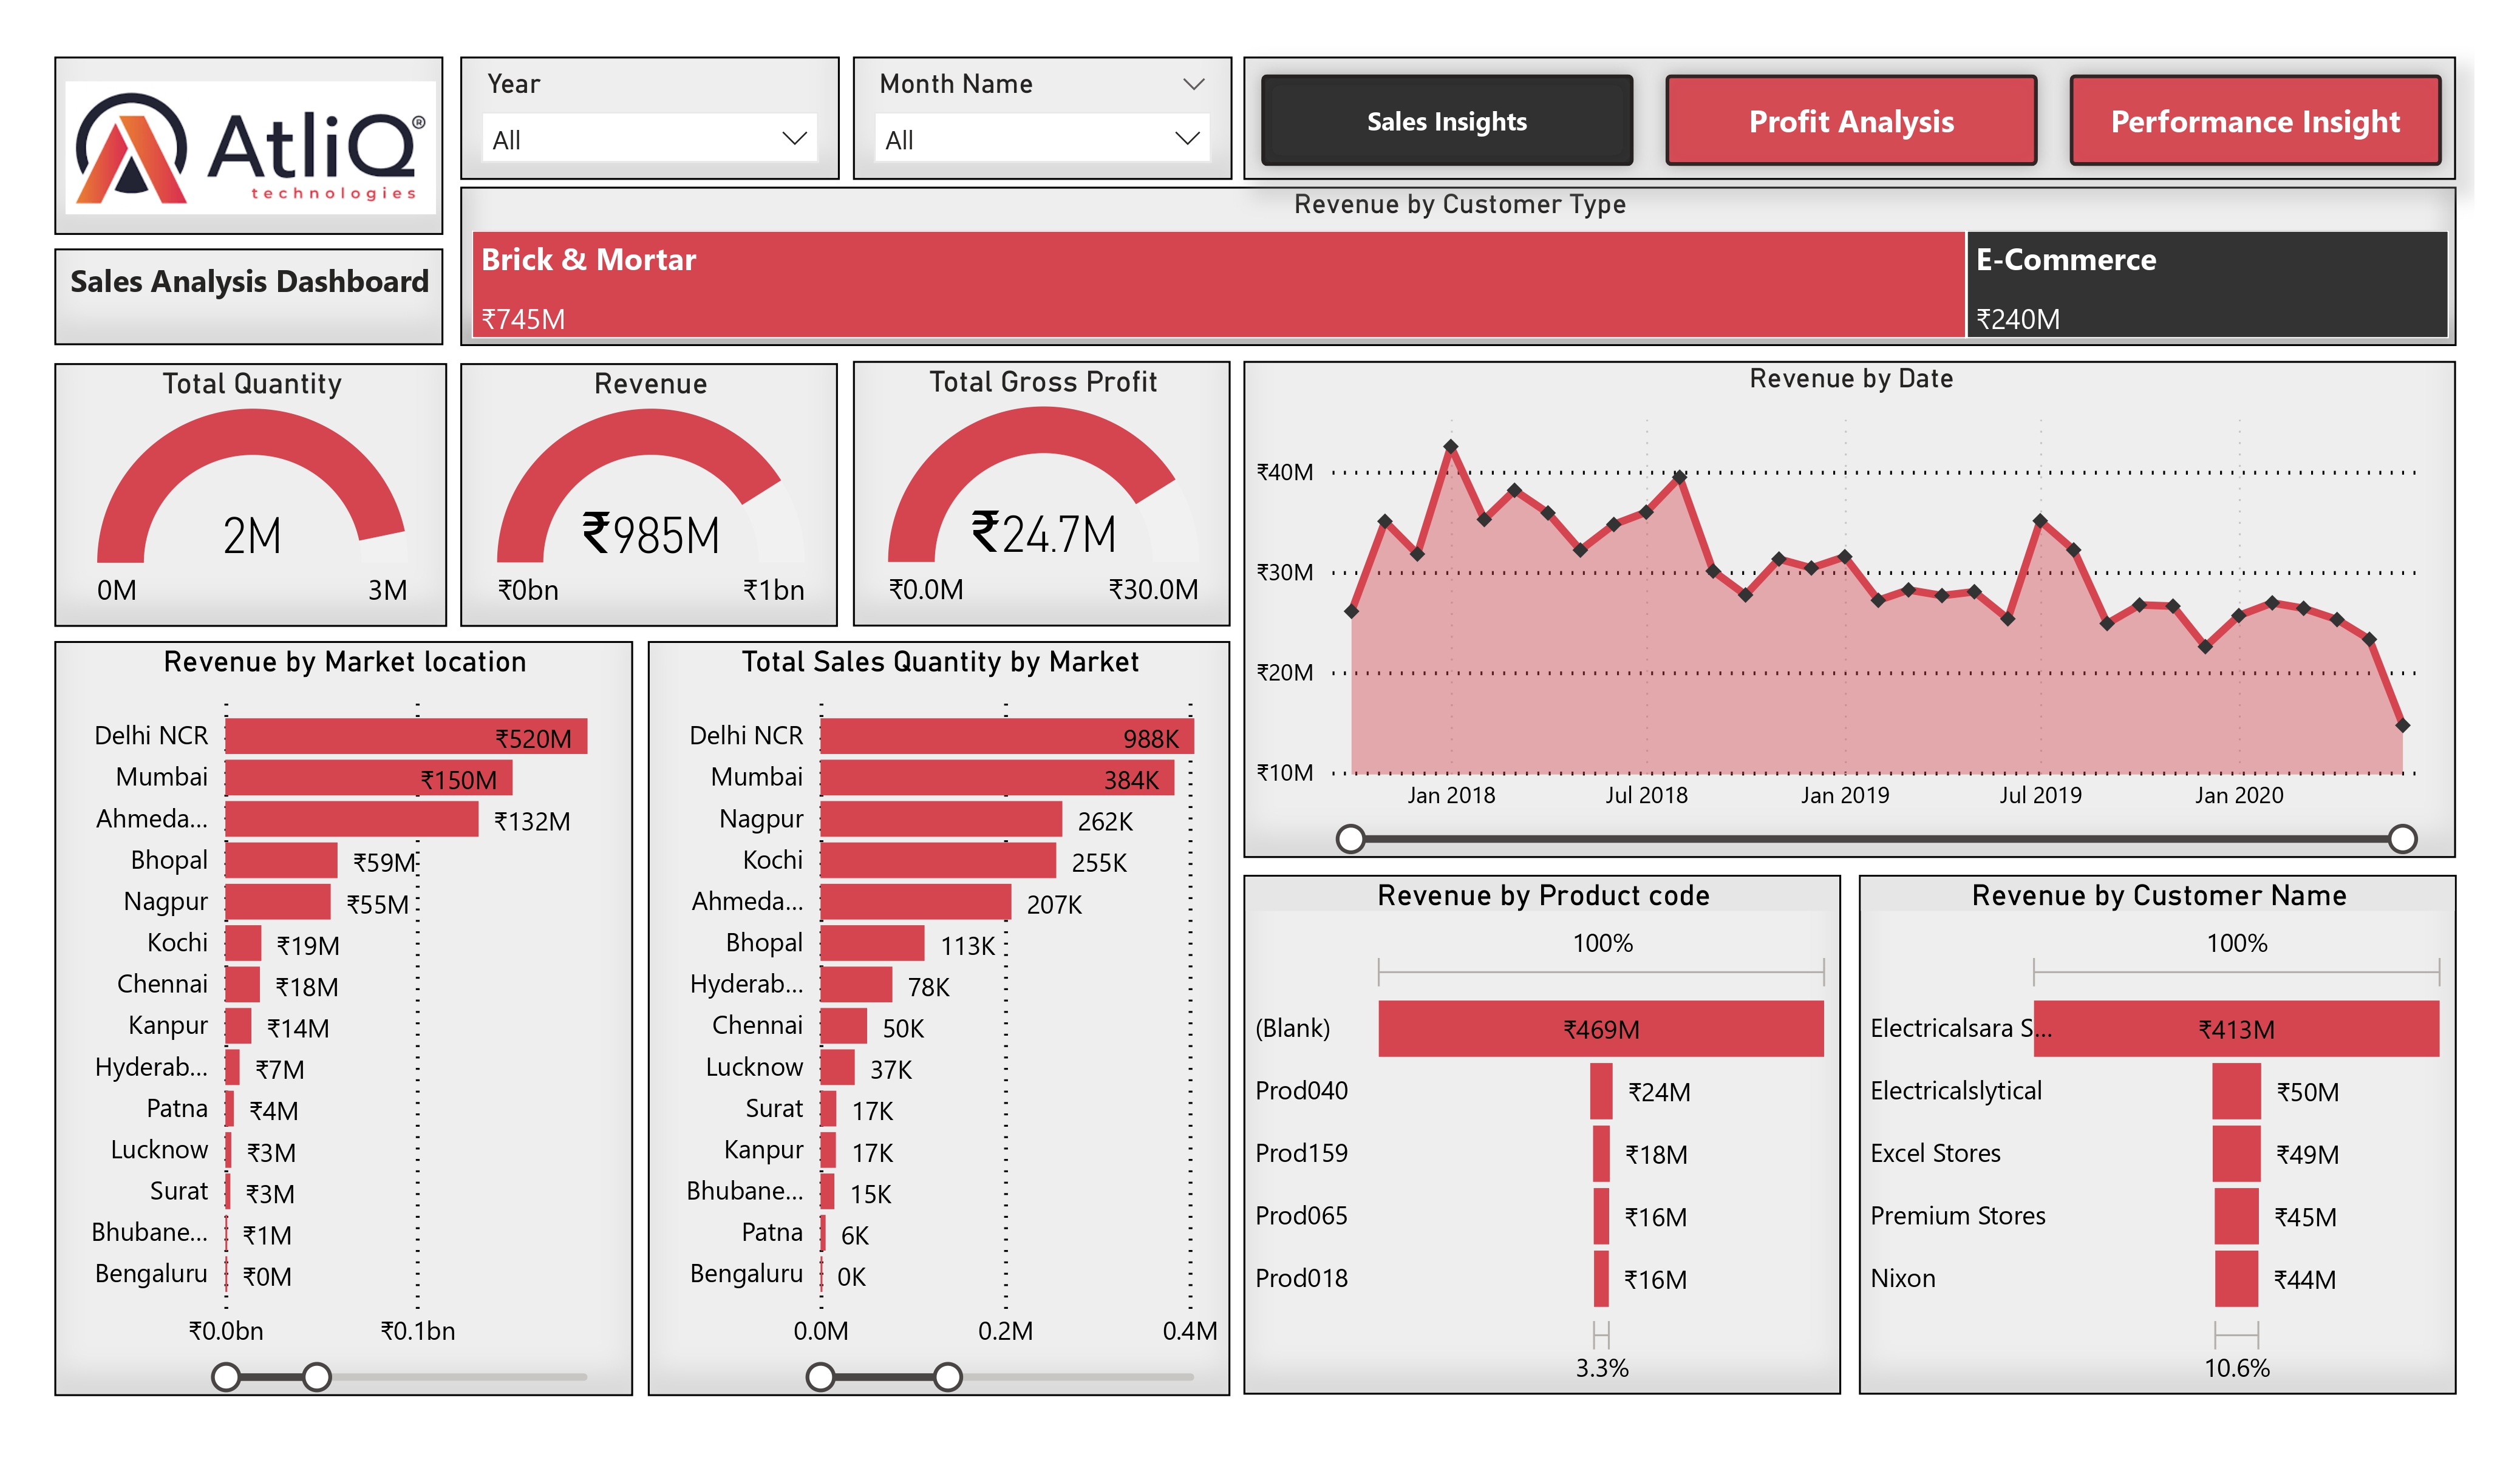 AtliQ®
technologies
Year
All
Month Name
All
Sales Insights
Profit Analysis
Performance Insight
Sales Analysis Dashboard
Revenue by Customer Type
Brick & Mortar
₹745M
E-Commerce
₹240M
Total Quantity
2M
0M
3M
Revenue
₹985M
₹0bn
₹1bn
Total Gross Profit
₹24.7M
₹0.0M
₹30.0M
Revenue by Date
₹40M
₹30M
₹20M
₹10M
Jan 2018
Jul 2018
Jan 2019
Jul 2019
Jan 2020
Revenue by Market location
Delhi NCR ₹520M
Mumbai ₹150M
Ahmeda... ₹132M
Bhopal ₹59M
Nagpur ₹55M
Kochi ₹19M
Chennai ₹18M
Kanpur ₹14M
Hyderab... ₹7M
Patna ₹4M
Lucknow ₹3M
Surat ₹3M
Bhubane... ₹1M
Bengaluru ₹0M
₹0.0bn ₹0.1bn
Total Sales Quantity by Market
Delhi NCR 988K
Mumbai 384K
Nagpur 262K
Kochi 255K
Ahmeda... 207K
Bhopal 113K
Hyderab... 78K
Chennai 50K
Lucknow 37K
Surat 17K
Kanpur 17K
Bhubane... 15K
Patna 6K
Bengaluru 0K
0.0M 0.2M 0.4M
Revenue by Product code
100%
(Blank) ₹469M
Prod040 ₹24M
Prod159 ₹18M
Prod065 ₹16M
Prod018 ₹16M
3.3%
Revenue by Customer Name
100%
Electricalsara S... ₹413M
Electricalslytical ₹50M
Excel Stores ₹49M
Premium Stores ₹45M
Nixon ₹44M
10.6%